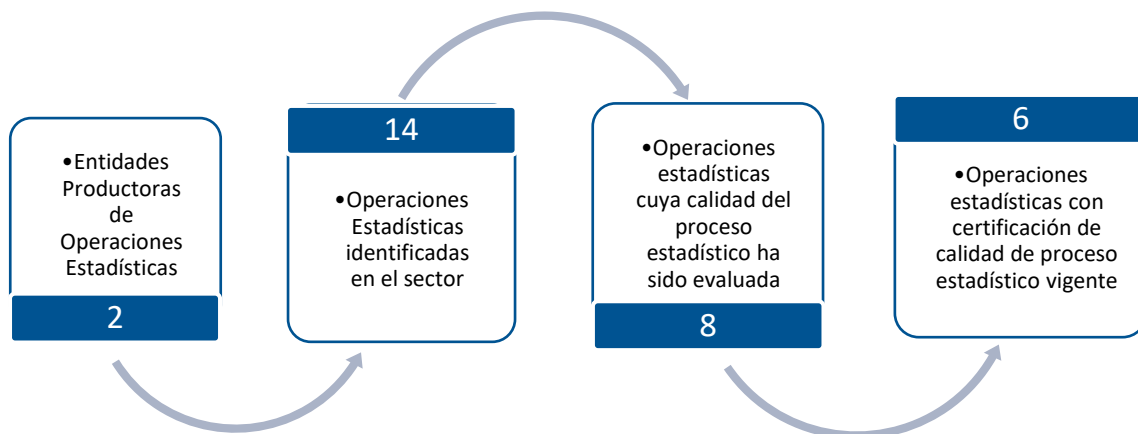 •Entidades
Productoras
de
Operaciones
Estadísticas
2
14
•Operaciones
Estadísticas
identificadas
en el sector
•Operaciones
estadísticas
cuya calidad del
proceso
estadístico ha
sido evaluada
8
6
•Operaciones
estadísticas con
certificación de
calidad de proceso
estadístico vigente